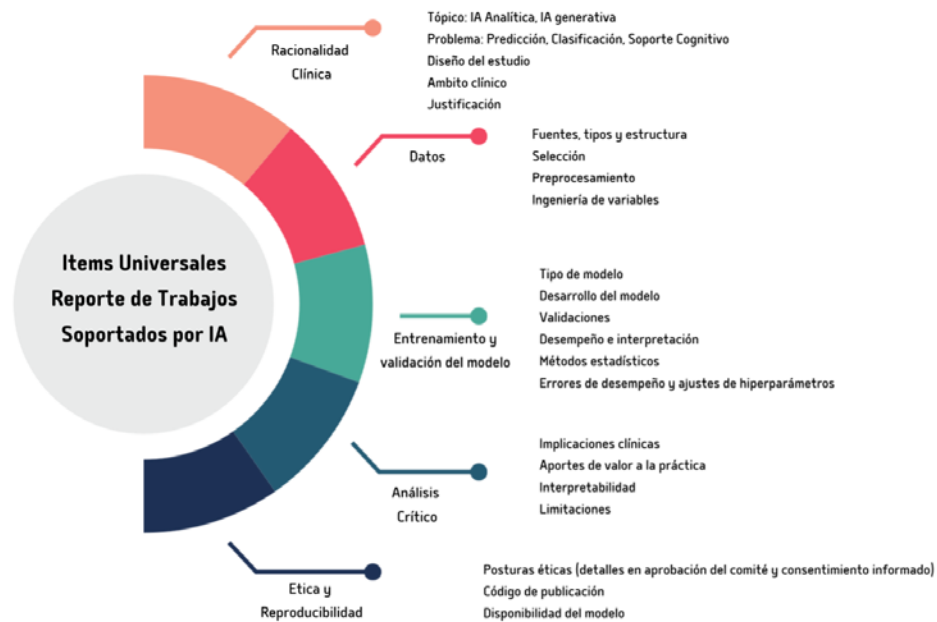 Items Universales
Reporte de Trabajos
Soportados por IA
Racionalidad
Clínica
Tópico: IA Analítica, IA generativa
Problema: Predicción, Clasificación, Soporte Cognitivo
Diseño del estudio
Ambito clínico
Justificación
Datos
Fuentes, tipos y estructura
Selección
Preprocesamiento
Ingeniería de variables
Entrenamiento y
validación del modelo
Tipo de modelo
Desarrollo del modelo
Validaciones
Desempeño e interpretación
Métodos estadísticos
Errores de desempeño y ajustes de hiperparámetros
Análisis
Crítico
Implicaciones clínicas
Aportes de valor a la práctica
Interpretabilidad
Limitaciones
Etica y
Reproducibilidad
Posturas éticas (detalles en aprobación del comité y consentimiento informado)
Código de publicación
Disponibilidad del modelo